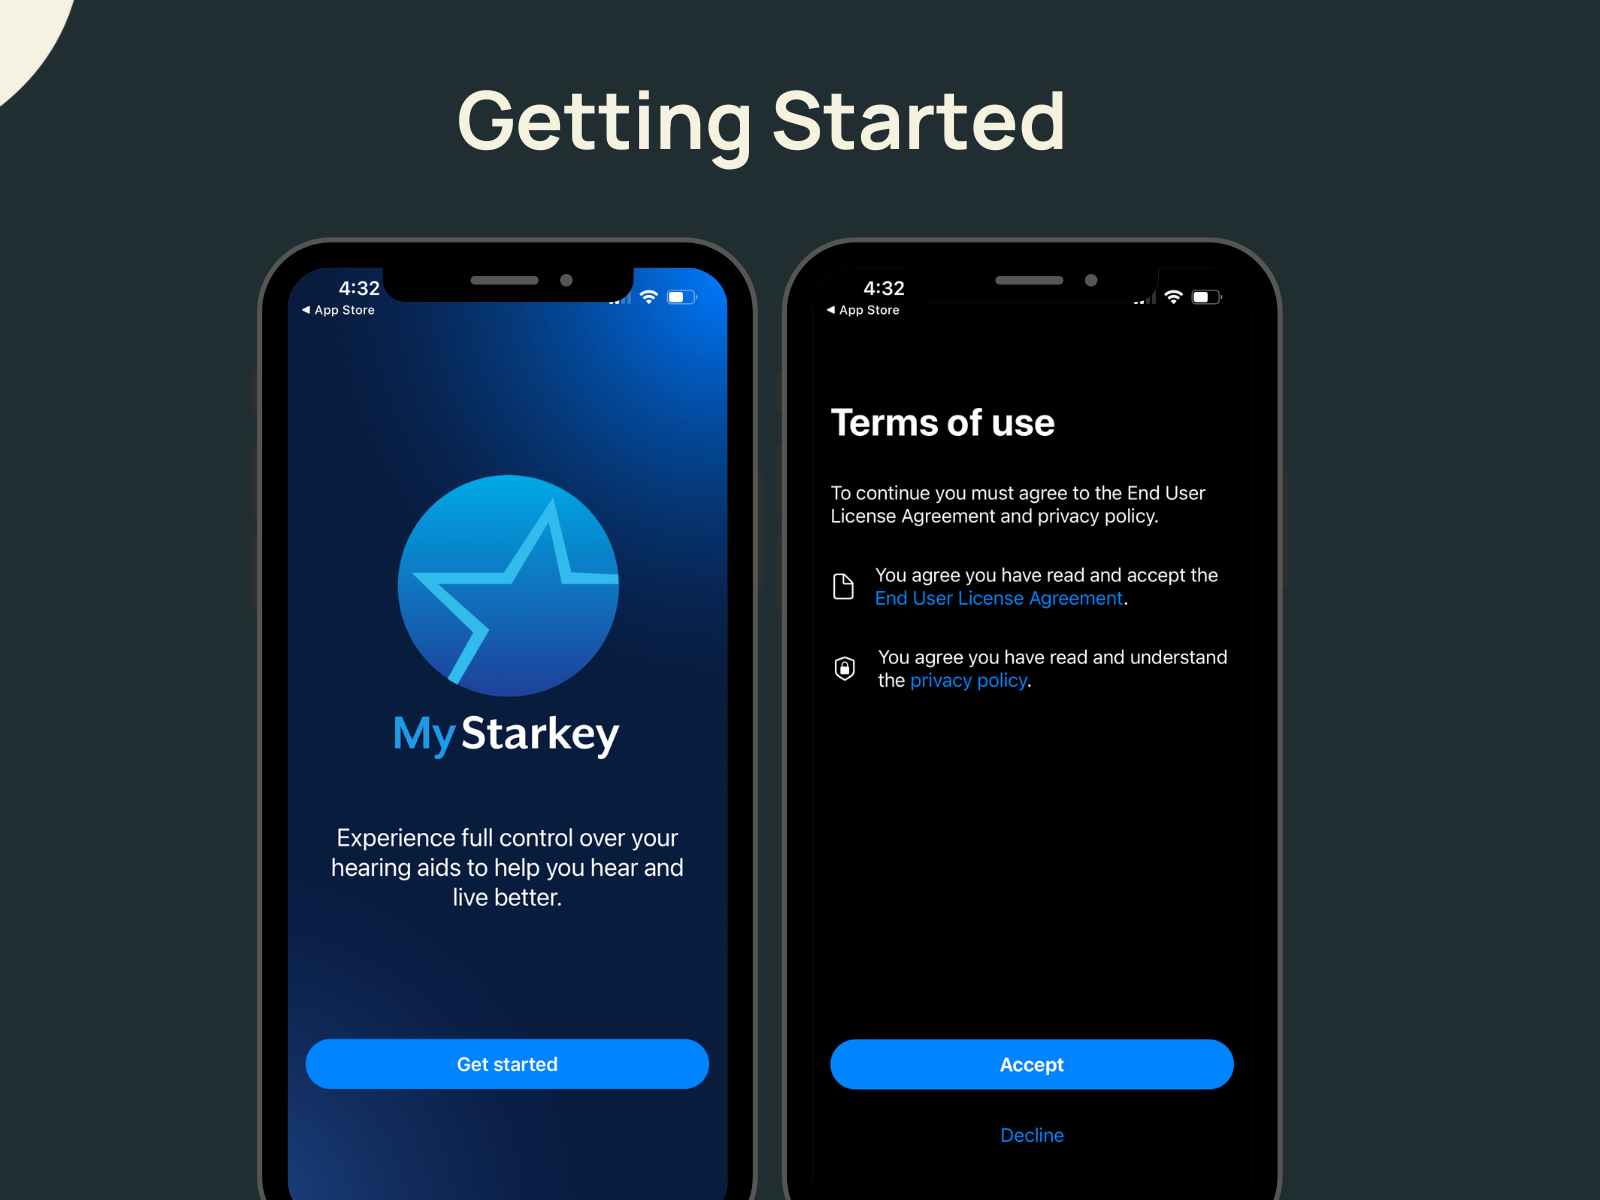 Getting Started
4:32
◀ App Store
My Starkey
Experience full control over your
hearing aids to help you hear and
live better.
Get started
4:32
◀ App Store
Terms of use
To continue you must agree to the End User
License Agreement and privacy policy.
You agree you have read and accept the
End User License Agreement.
You agree you have read and understand
the privacy policy.
Accept
Decline